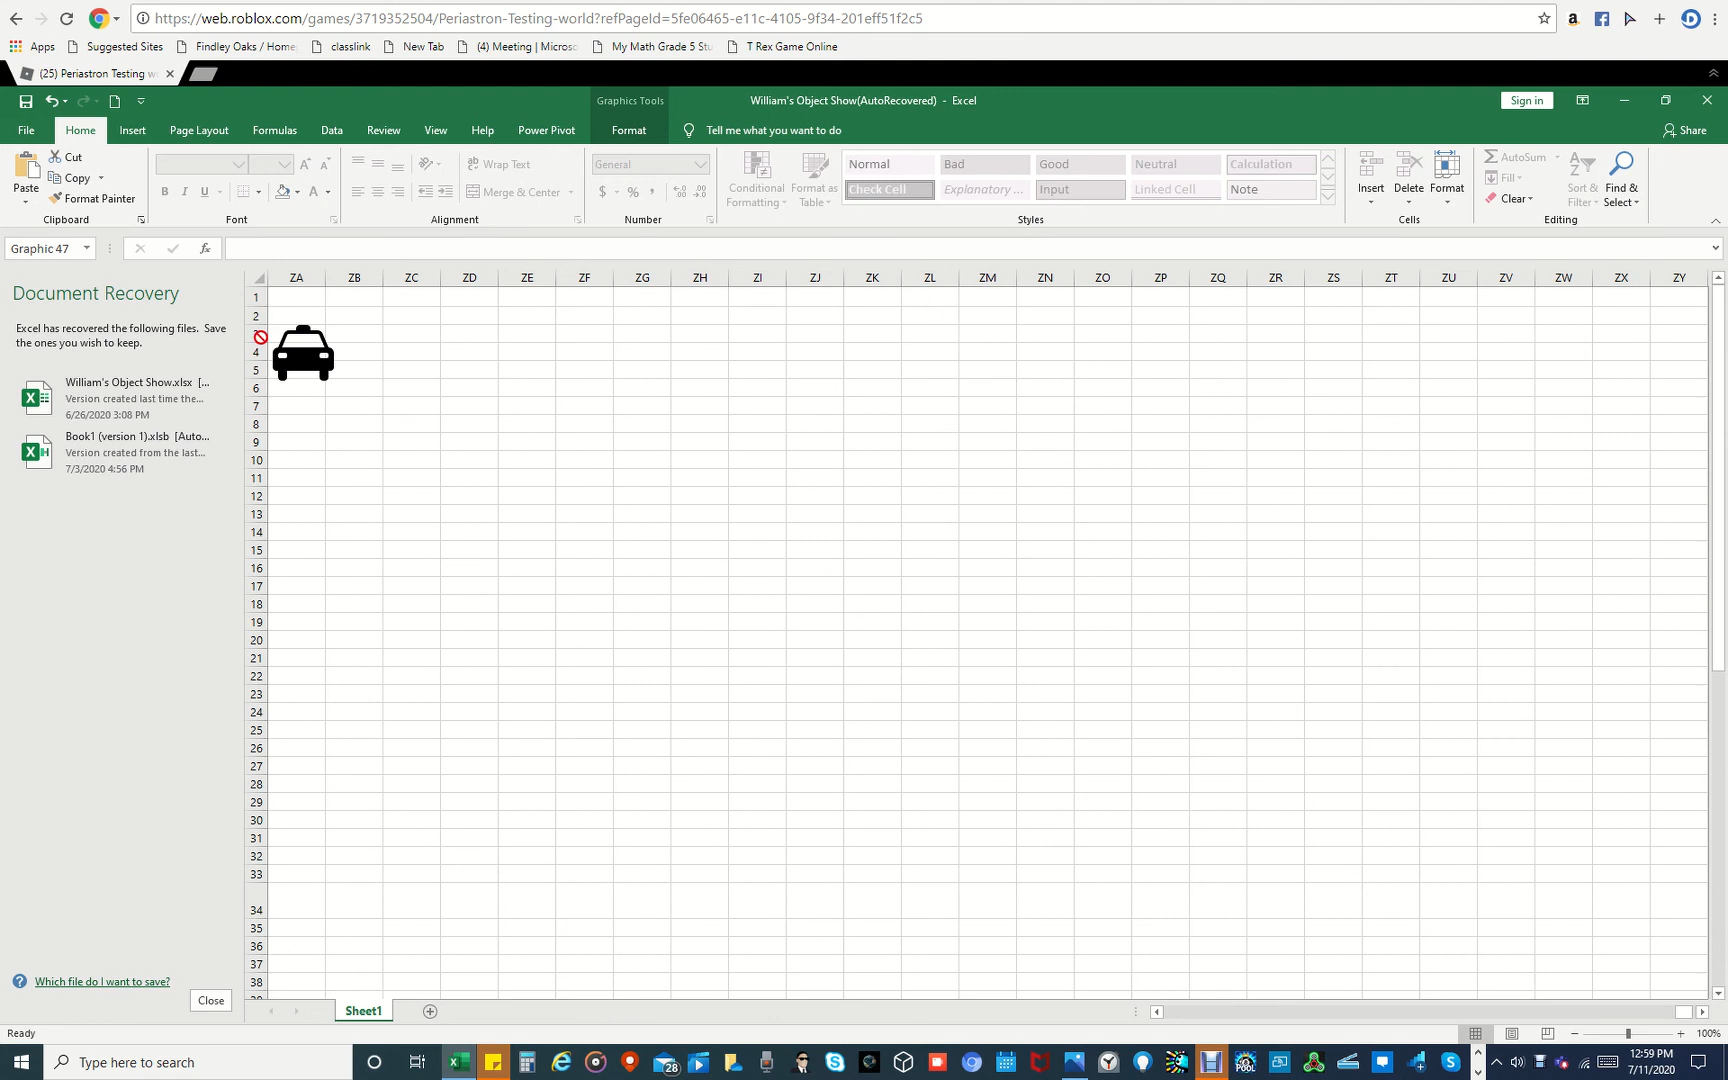 https://web.roblox.com/games/3719352504/Periastron-Testing-world?refPageId=5fe06465-e11c-4105-9f34-201eff51f2c5
Apps Suggested Sites Findley Oaks / Home classlink New Tab (4) Meeting | Microso My Math Grade 5 Stu T Rex Game Online
(25) Periastron Testing w
Graphics Tools William's Object Show(AutoRecovered) - Excel Sign in
File Home Insert Page Layout Formulas Data Review View Help Power Pivot Format Tell me what you want to do Share
Paste Cut Copy Format Painter
Wrap Text Merge & Center
General
$ % ,
Conditional Formatting Format as Table
Normal Bad Good Neutral Calculation
Check Cell Explanatory ... Input Linked Cell Note
Insert Delete Format
AutoSum Fill Clear Sort & Filter Find & Select
Clipboard Font Alignment Number Styles Cells Editing
Graphic 47 fx
ZA ZB ZC ZD ZE ZF ZG ZH ZI ZJ ZK ZL ZM ZN ZO ZP ZQ ZR ZS ZT ZU ZV ZW ZX ZY
Document Recovery
Excel has recovered the following files. Save
the ones you wish to keep.
William's Object Show.xlsx [...
Version created last time the...
6/26/2020 3:08 PM
Book1 (version 1).xlsb [Auto...
Version created from the last...
7/3/2020 4:56 PM
1
2
4
5
6
7
8
9
10
11
12
13
14
15
16
17
18
19
20
21
22
23
24
25
26
27
28
29
30
31
32
33
34
35
36
37
38
Which file do I want to save?
Close
Sheet1
Ready 100%
Type here to search 28 POOL 12:59 PM
7/11/2020